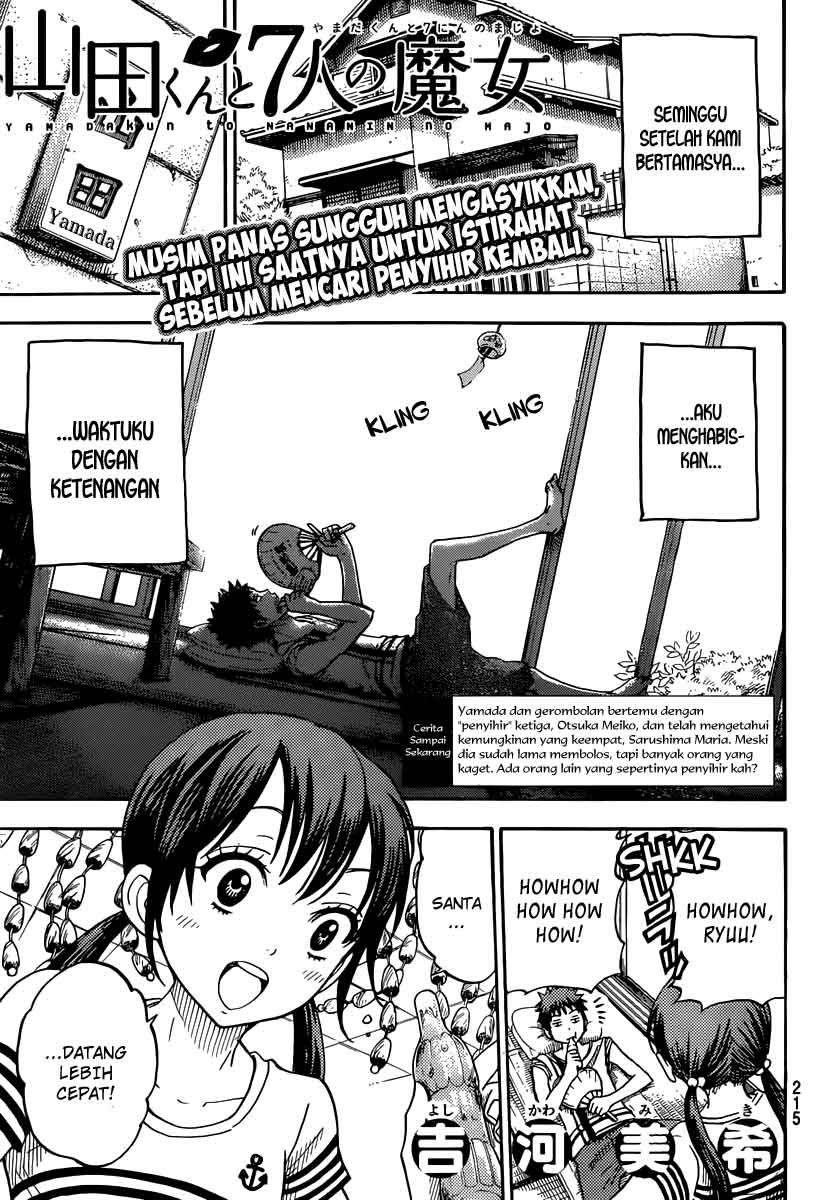 やまだくんと7にんのまじょ
山田くんと7人の魔女
YAMADAKUN TO NANANIN NO MAJO
Yamada
SEMINGGU
SETELAH KAMI
BERTAMASYA...
MUSIM PANAS SUNGGUH MENGASYIKKAN,
TAPI INI SAATNYA UNTUK ISTIRAHAT
SEBELUM MENCARI PENYIHIR KEMBALI.
...AKU
MENGHABIS-
KAN...
KLING
KLING
...WAKTUKU
DENGAN
KETENANGAN
Cerita
Sampai
Sekarang
Yamada dan gerombolan bertemu dengan
"penyihir" ketiga, Otsuka Meiko, dan telah mengetahui
kemungkinan yang keempat, Sarushima Maria. Meski
dia sudah lama membolos, tapi banyak orang yang
kaget. Ada orang lain yang sepertinya penyihir kah?
SHKK
HOWHOW,
RYUU!
HOWHOW
HOW HOW
HOW!
SANTA
...
...DATANG
LEBIH
CEPAT!
よし かわ み き
吉河美希
215